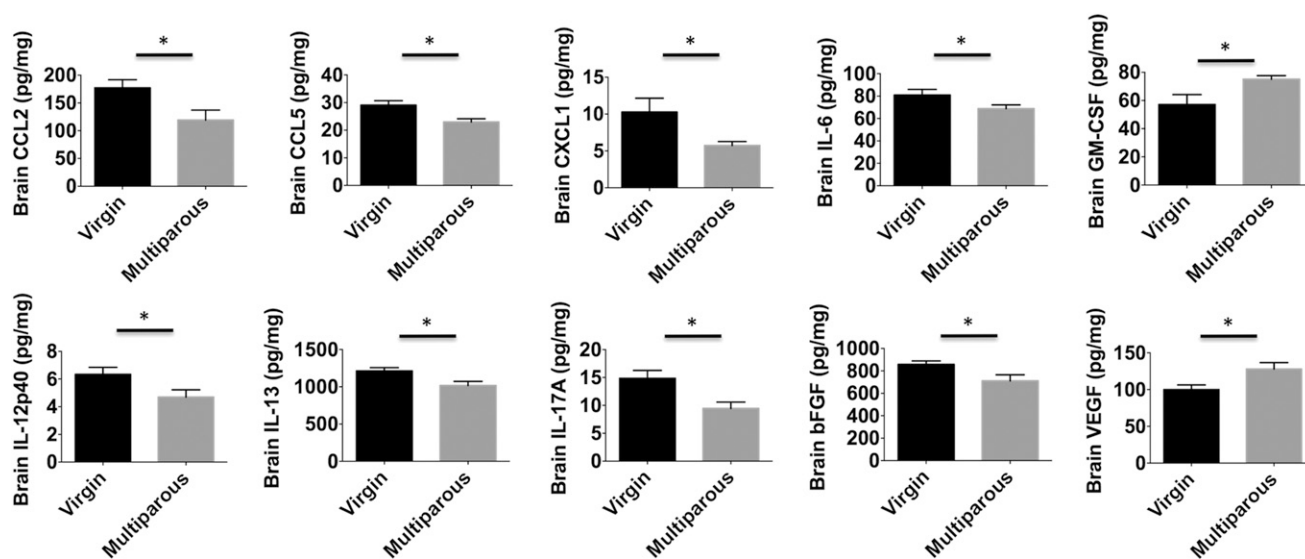 *
Brain CCL2 (pg/mg)
200
150
100
50
0
Virgin
Multiparous
*
Brain CCL5 (pg/mg)
40
30
20
10
0
Virgin
Multiparous
*
Brain CXCL1 (pg/mg)
15
10
5
0
Virgin
Multiparous
*
Brain IL-6 (pg/mg)
100
80
60
40
20
0
Virgin
Multiparous
*
Brain GM-CSF (pg/mg)
80
60
40
20
0
Virgin
Multiparous
*
Brain IL-12p40 (pg/mg)
8
6
4
2
0
Virgin
Multiparous
*
Brain IL-13 (pg/mg)
1500
1000
500
0
Virgin
Multiparous
*
Brain IL-17A (pg/mg)
20
15
10
5
0
Virgin
Multiparous
*
Brain bFGF (pg/mg)
1000
800
600
400
200
0
Virgin
Multiparous
*
Brain VEGF (pg/mg)
150
100
50
0
Virgin
Multiparous